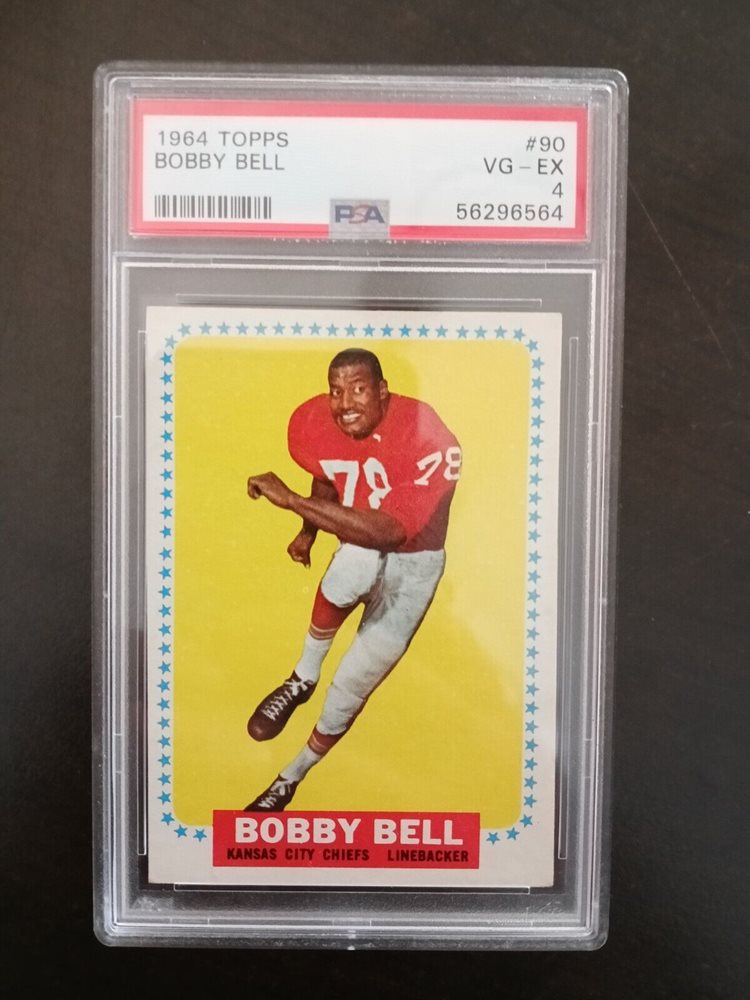 1964 TOPPS #90
BOBBY BELL VG-EX
4
PSA 56296564
78 78
BOBBY BELL
KANSAS CITY CHIEFS LINEBACKER